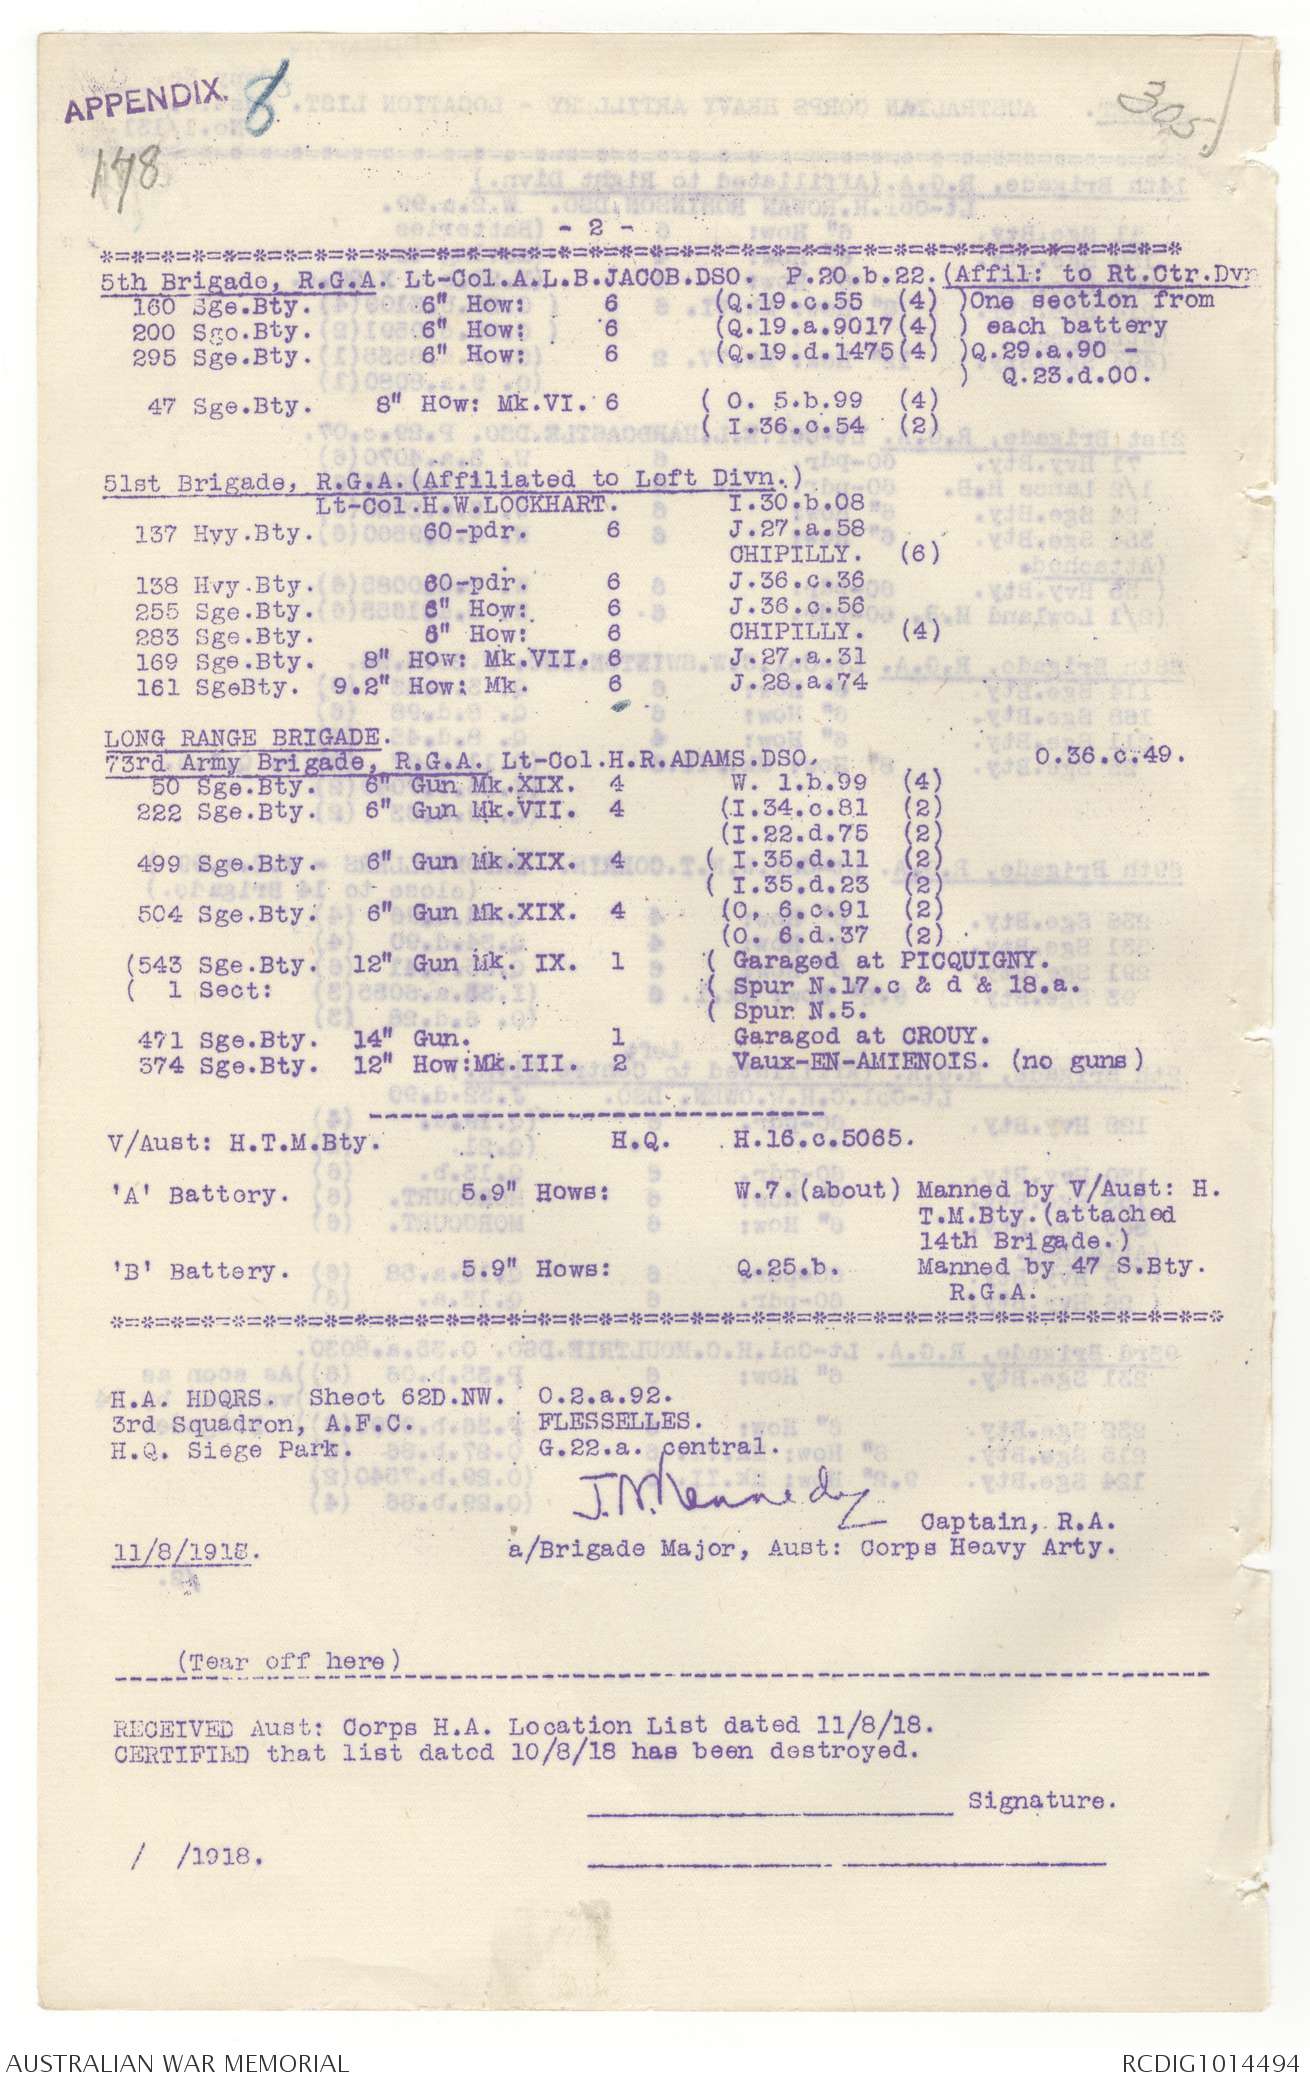 APPENDIX. 8
305
178
- 2 -
*=*=*=*=*=*=*=*=*=*=*=*=*=*=*=*=*=*=*=*=*=*=*=*=*=*=*=*=*=*=*=*=*=*=*=*
5th Brigade, R.G.A. Lt-Col.A.L.B.JACOB.DSO. P.20.b.22.(Affil: to Rt.Ctr.Dvn
160 Sge.Bty. 6" How: 6 (Q.19.c.55 (4) )One section from
200 Sge.Bty. 6" How: 6 (Q.19.a.9017(4) ) each battery
295 Sge.Bty. 6" How: 6 (Q.19.d.1475(4) )Q.29.a.90 -
) Q.23.d.00.
47 Sge.Bty. 8" How: Mk.VI. 6 ( O. 5.b.99 (4)
( I.36.c.54 (2)
51st Brigade, R.G.A.(Affiliated to Left Divn.)
Lt-Col.H.W.LOCKHART. I.30.b.08
137 Hvy.Bty. 60-pdr. 6 J.27.a.58
CHIPILLY. (6)
138 Hvy.Bty. 60-pdr. 6 J.36.c.36
255 Sge.Bty. 6" How: 6 J.36.c.56
283 Sge.Bty. 6" How: 6 CHIPILLY. (4)
169 Sge.Bty. 8" How: Mk.VII. 6 J.27.a.31
161 SgeBty. 9.2" How: Mk. 6 J.28.a.74
LONG RANGE BRIGADE.
73rd Army Brigade, R.G.A. Lt-Col.H.R.ADAMS.DSO. O.36.c.49.
50 Sge.Bty. 6" Gun Mk.XIX. 4 W. 1.b.99 (4)
222 Sge.Bty. 6" Gun Mk.VII. 4 (I.34.c.81 (2)
(I.22.d.75 (2)
499 Sge.Bty. 6" Gun Mk.XIX. 4 ( I.35.d.11 (2)
( I.35.d.23 (2)
504 Sge.Bty. 6" Gun Mk.XIX. 4 (O, 6.c.91 (2)
(O. 6.d.37 (2)
(543 Sge.Bty. 12" Gun Mk. IX. 1 ( Garaged at PICQUIGNY.
( 1 Sect: ( Spur N.17.c & d & 18.a.
( Spur N.5.
471 Sge.Bty. 14" Gun. 1 Garaged at CROUY.
374 Sge.Bty. 12" How:Mk.III. 2 Vaux-EN-AMIENOIS. (no guns)
------------------------------
V/Aust: H.T.M.Bty. H.Q. H.16.c.5065.
'A' Battery. 5.9" Hows: W.7.(about) Manned by V/Aust: H.
T.M.Bty.(attached
14th Brigade.)
'B' Battery. 5.9" Hows: Q.25.b. Manned by 47 S.Bty.
R.G.A.
*=*=*=*=*=*=*=*=*=*=*=*=*=*=*=*=*=*=*=*=*=*=*=*=*=*=*=*=*=*=*=*=*=*=*=*=
H.A. HDQRS. Sheet 62D.NW. O.2.a.92.
3rd Squadron, A.F.C. FLESSELLES.
H.Q. Siege Park. G.22.a. central.
J.N.Kennedy
Captain, R.A.
11/8/1918. a/Brigade Major, Aust: Corps Heavy Arty.
(Tear off here)
------------------------------------------------------------------------
RECEIVED Aust: Corps H.A. Location List dated 11/8/18.
CERTIFIED that list dated 10/8/18 has been destroyed.
Signature.
/ /1918.
AUSTRALIAN WAR MEMORIAL
RCDIG1014494